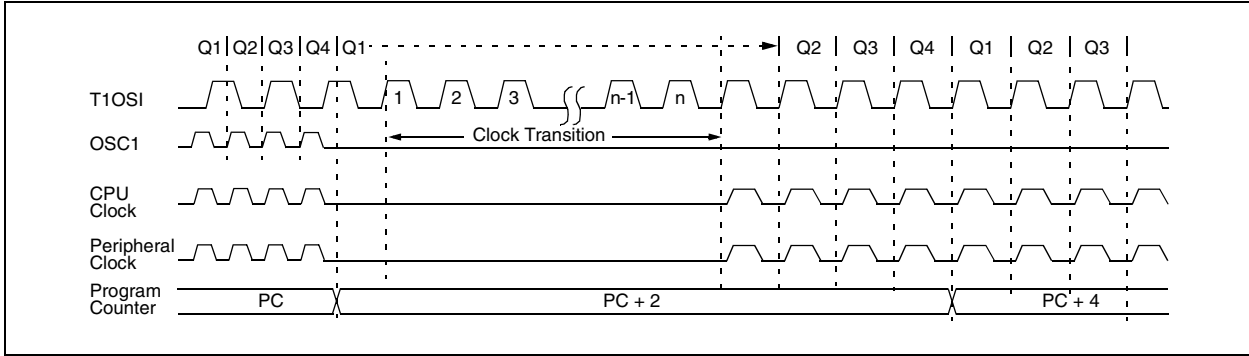 Q1 Q2 Q3 Q4 Q1 Q2 Q3 Q4 Q1 Q2 Q3
T1OSI 1 2 3 n-1 n
OSC1 Clock Transition
CPU
Clock
Peripheral
Clock
Program
Counter
PC PC + 2 PC + 4